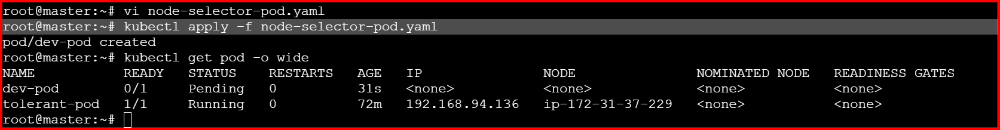 root@master:~# vi node-selector-pod.yaml
root@master:~# kubectl apply -f node-selector-pod.yaml
pod/dev-pod created
root@master:~# kubectl get pod -o wide
NAME READY STATUS RESTARTS AGE IP NODE NOMINATED NODE READINESS GATES
dev-pod 0/1 Pending 0 31s <none> <none> <none> <none>
tolerant-pod 1/1 Running 0 72m 192.168.94.136 ip-172-31-37-229 <none> <none>
root@master:~#